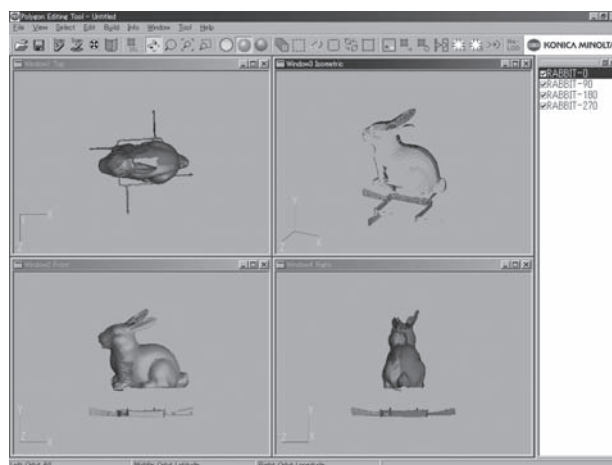 Polygon Editing Tool - Untitled
File View Select Edit Build Info Window Tool Help
KONICA MINOLTA
Window1 Top
Window3 Isometric
RABBIT-0
RABBIT-90
RABBIT-180
RABBIT-270
Window2 Front
Window4 Right